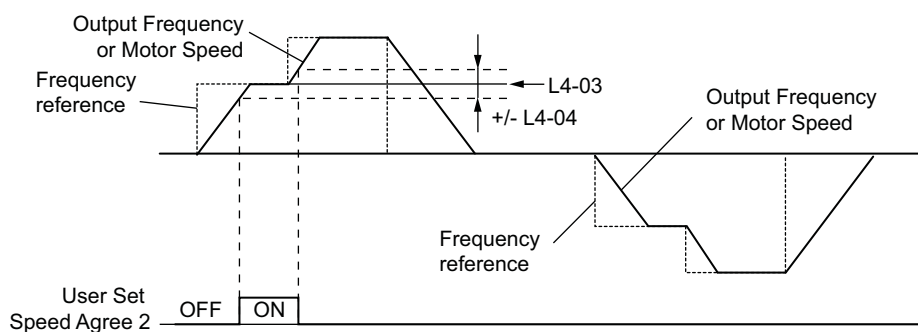 Output Frequency
or Motor Speed
Frequency
reference
L4-03
+/- L4-04
Output Frequency
or Motor Speed
Frequency
reference
User Set
Speed Agree 2
OFF
ON